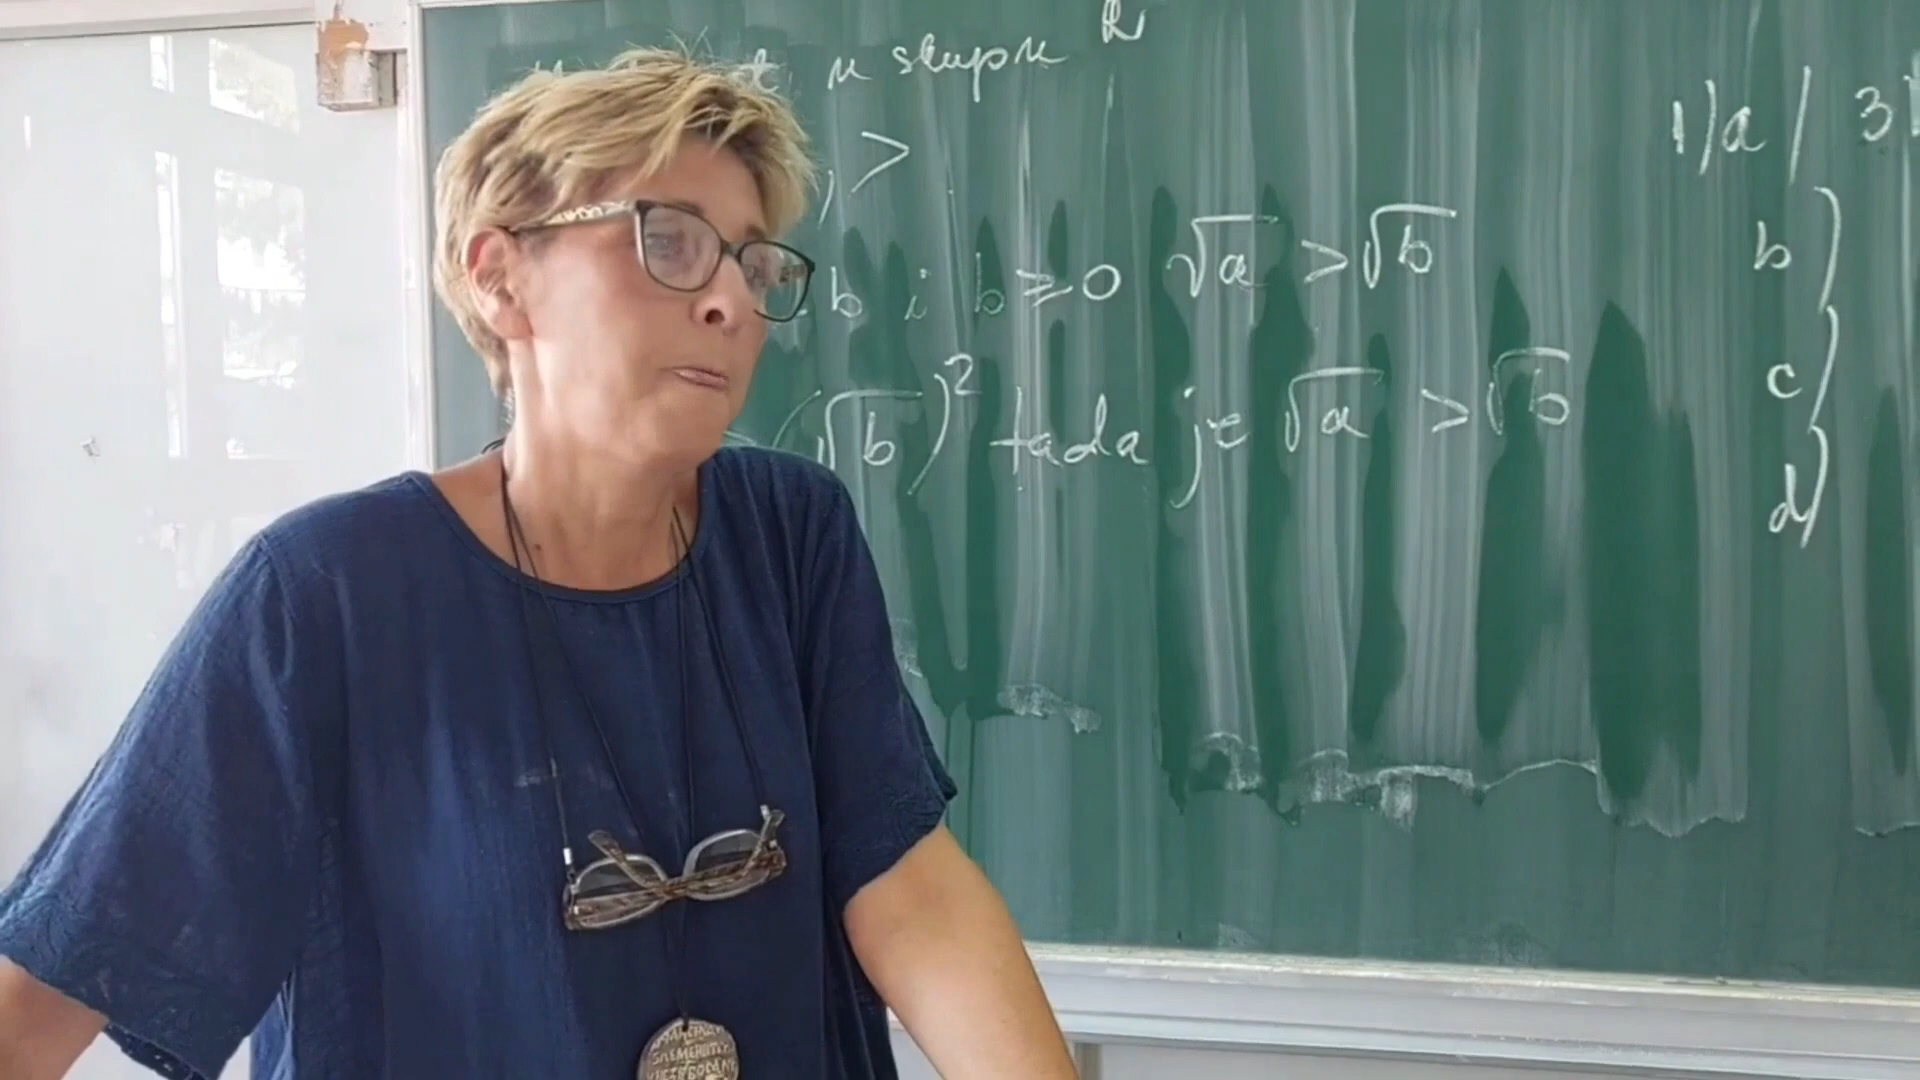 u skupu R
, >
b i b ≥ 0 √a > √b
(√b)² tada je √a > √b
1) a) 3)
b)
c)
d)